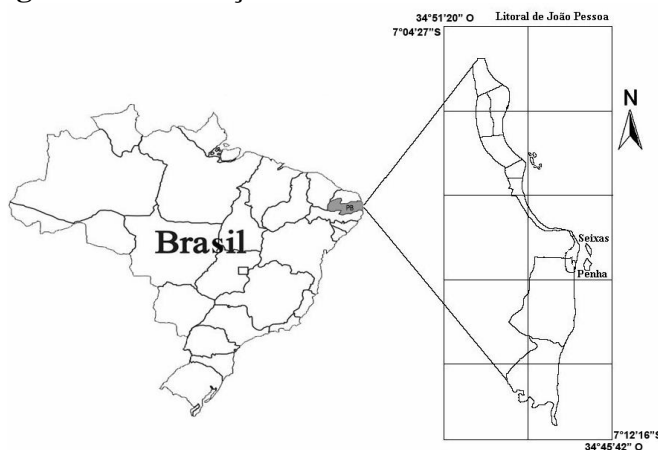 34°51'20" O Litoral de João Pessoa
7°04'27"S
N
PB
Brasil
Seixas
Penha
7°12'16"S
34°45'42" O